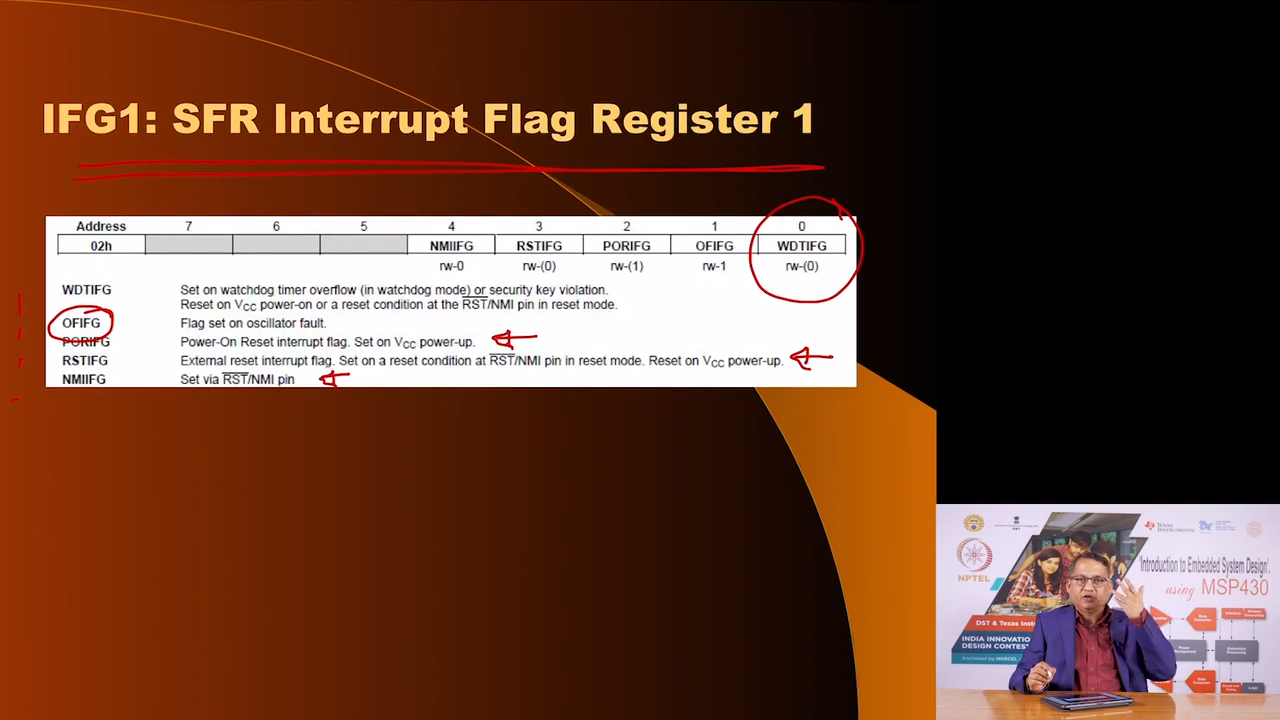 IFG1: SFR Interrupt Flag Register 1
Address 7 6 5 4 3 2 1 0
02h NMIIFG RSTIFG PORIFG OFIFG WDTIFG
rw-0 rw-(0) rw-(1) rw-1 rw-(0)
WDTIFG Set on watchdog timer overflow (in watchdog mode) or security key violation.
Reset on VCC power-on or a reset condition at the RST/NMI pin in reset mode.
OFIFG Flag set on oscillator fault.
PORIFG Power-On Reset interrupt flag. Set on VCC power-up.
RSTIFG External reset interrupt flag. Set on a reset condition at RST/NMI pin in reset mode. Reset on VCC power-up.
NMIIFG Set via RST/NMI pin
TEXAS INSTRUMENTS
NPTEL
'Introduction to Embedded System Design'
using MSP430
DST & Texas
INDIA INNOVATION
DESIGN CONTEST